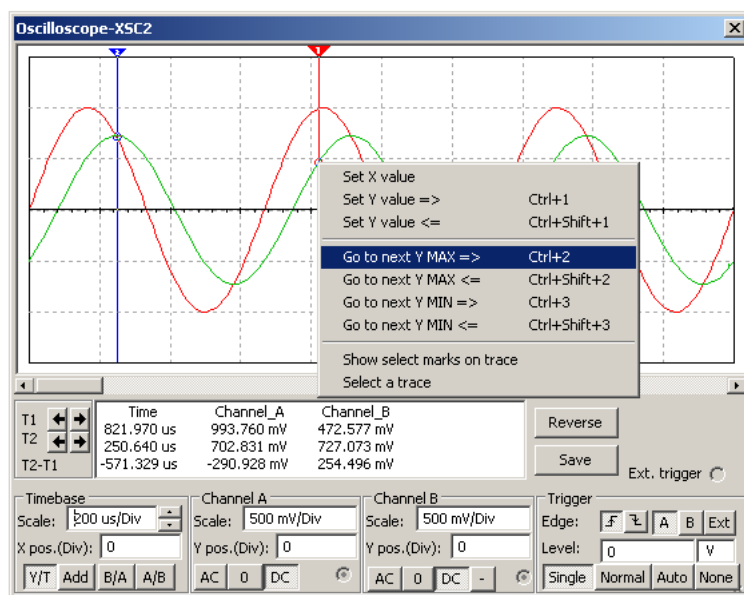 Oscilloscope-XSC2
2
1
Set X value
Set Y value => Ctrl+1
Set Y value <= Ctrl+Shift+1
Go to next Y MAX => Ctrl+2
Go to next Y MAX <= Ctrl+Shift+2
Go to next Y MIN => Ctrl+3
Go to next Y MIN <= Ctrl+Shift+3
Show select marks on trace
Select a trace
Time Channel_A Channel_B
T1 821.970 us 993.760 mV 472.577 mV
T2 250.640 us 702.831 mV 727.073 mV
T2-T1 -571.329 us -290.928 mV 254.496 mV
Reverse
Save
Ext. trigger
Timebase
Scale: 200 us/Div
X pos.(Div): 0
Y/T Add B/A A/B
Channel A
Scale: 500 mV/Div
Y pos.(Div): 0
AC 0 DC
Channel B
Scale: 500 mV/Div
Y pos.(Div): 0
AC 0 DC -
Trigger
Edge: A B Ext
Level: 0 V
Single Normal Auto None